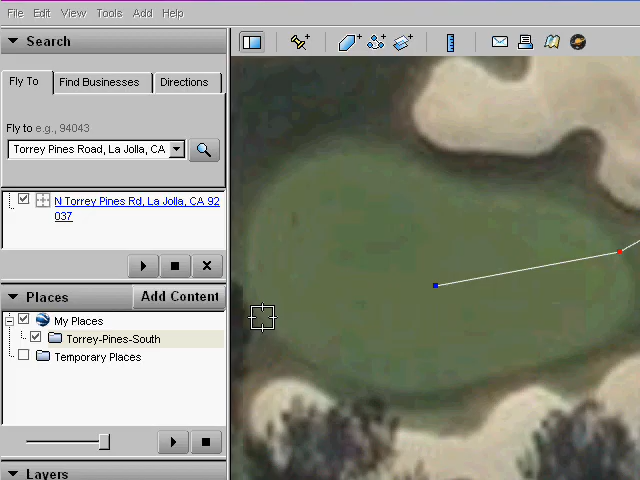 File Edit View Tools Add Help
Search
Fly To Find Businesses Directions
Fly to e.g., 94043
Torrey Pines Road, La Jolla, CA
N Torrey Pines Rd, La Jolla, CA 92
037
Places Add Content
My Places
Torrey-Pines-South
Temporary Places
Layers